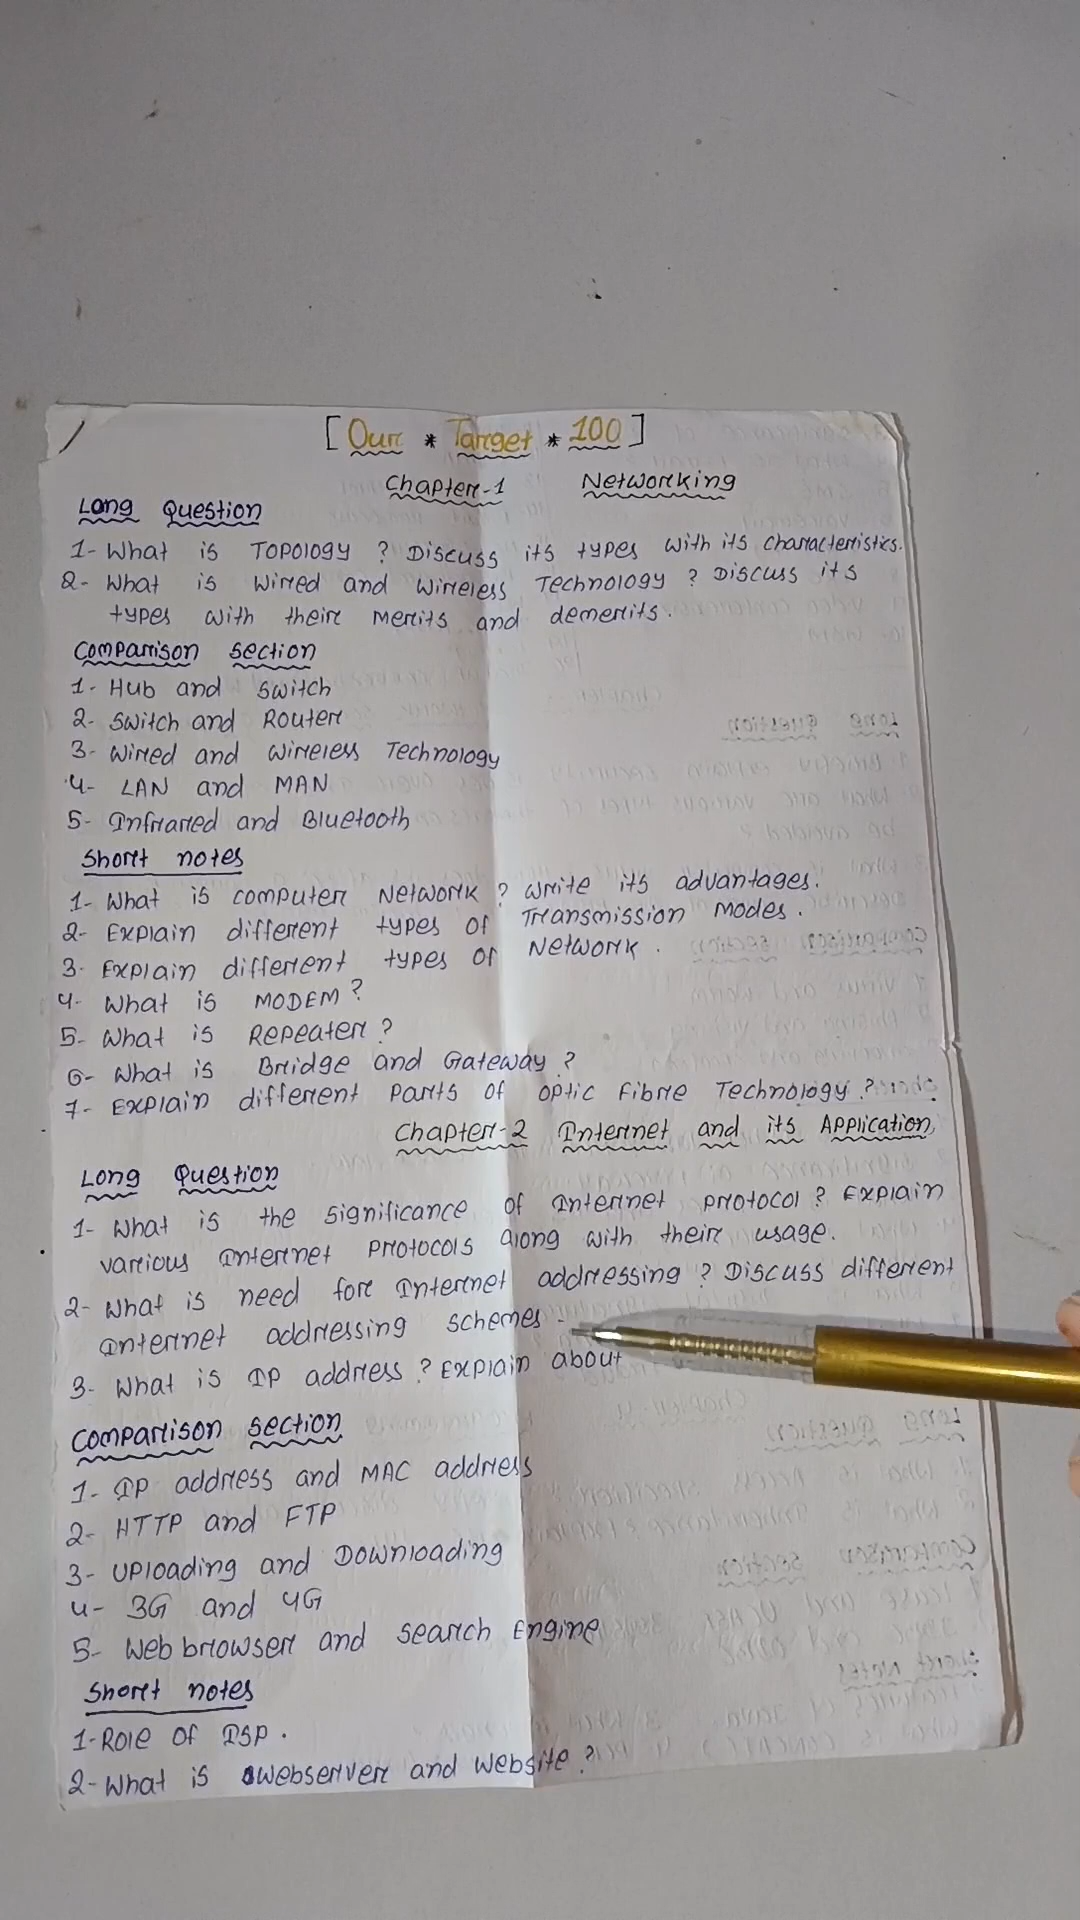 [ Our * Target * 100 ]
Chapter-1 Networking
Long Question
1- What is Topology ? Discuss its types with its characteristics.
2- What is wired and wireless Technology ? Discuss its
types with their merits and demerits.
Comparison Section
1- Hub and Switch
2- Switch and Router
3- Wired and Wireless Technology
4- LAN and MAN
5- Infrared and Bluetooth
Short notes
1- What is computer Network ? Write its advantages.
2- Explain different types of Transmission Modes.
3- Explain different types of Network.
4- What is MODEM ?
5- What is Repeater ?
6- What is Bridge and Gateway ?
7- Explain different parts of optic Fibre Technology ?
Chapter-2 Internet and its Application
Long Question
1- What is the significance of Internet protocol ? Explain
various Internet Protocols along with their usage.
2- What is need for Internet addressing ? Discuss different
Internet addressing schemes.
3- What is IP address ? Explain about
Comparison Section
1- IP address and MAC address
2- HTTP and FTP
3- Uploading and Downloading
4- 3G and 4G
5- Web browser and Search Engine
Short notes
1- Role of ISP.
2- What is webserver and website ?